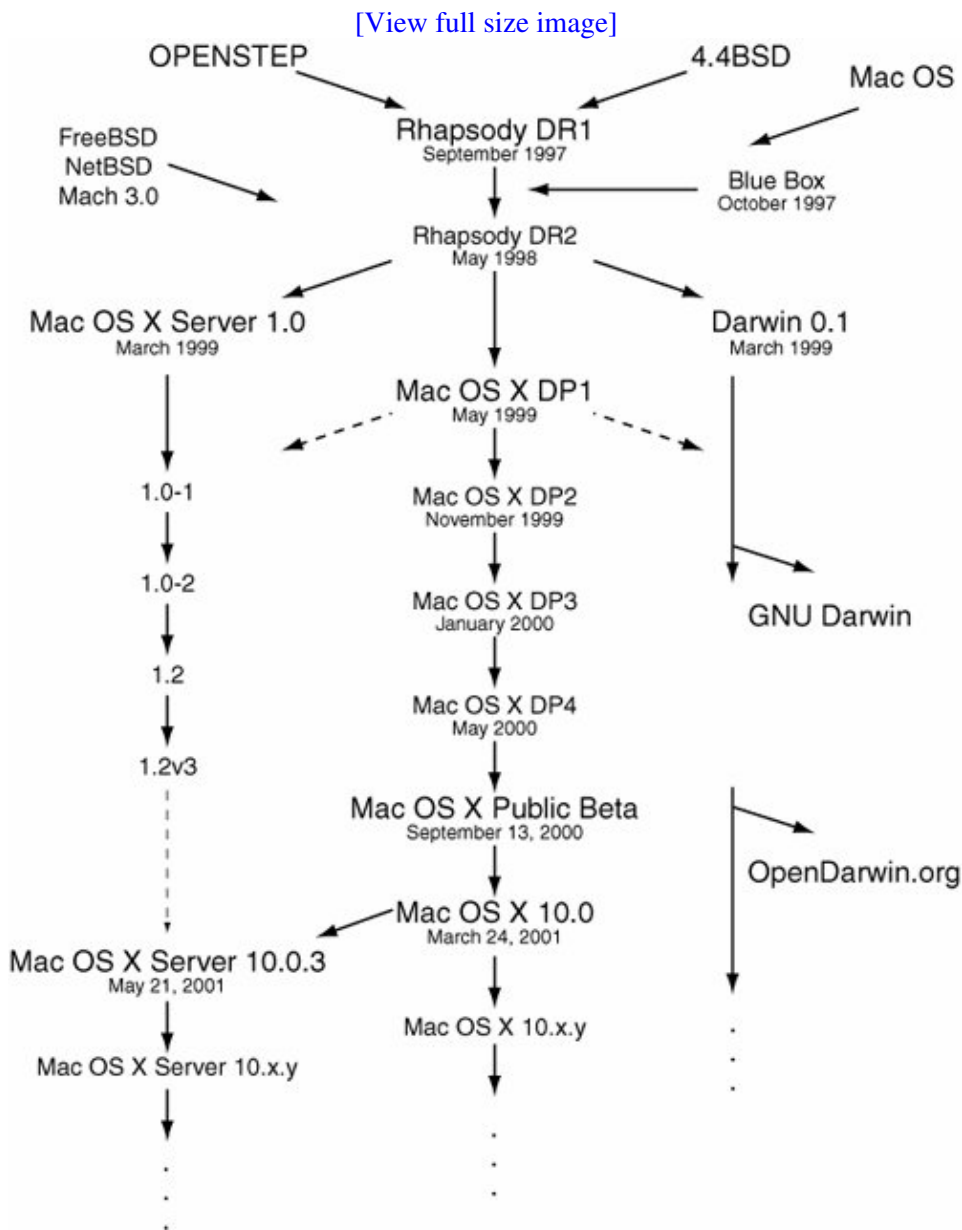 [View full size image]
OPENSTEP
4.4BSD
Mac OS
Rhapsody DR1
September 1997
FreeBSD
NetBSD
Mach 3.0
Blue Box
October 1997
Rhapsody DR2
May 1998
Mac OS X Server 1.0
March 1999
Darwin 0.1
March 1999
Mac OS X DP1
May 1999
1.0-1
Mac OS X DP2
November 1999
1.0-2
Mac OS X DP3
January 2000
GNU Darwin
1.2
Mac OS X DP4
May 2000
1.2v3
Mac OS X Public Beta
September 13, 2000
OpenDarwin.org
Mac OS X 10.0
March 24, 2001
Mac OS X Server 10.0.3
May 21, 2001
Mac OS X 10.x.y
Mac OS X Server 10.x.y